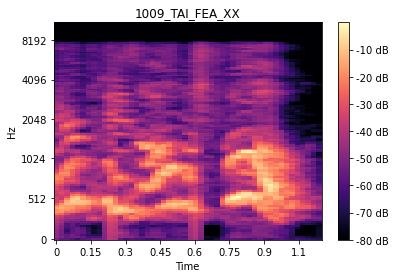 1009_TAI_FEA_XX
8192
4096
2048
1024
512
0
Hz
0 0.15 0.3 0.45 0.6 0.75 0.9 1.1
Time
-10 dB
-20 dB
-30 dB
-40 dB
-50 dB
-60 dB
-70 dB
-80 dB